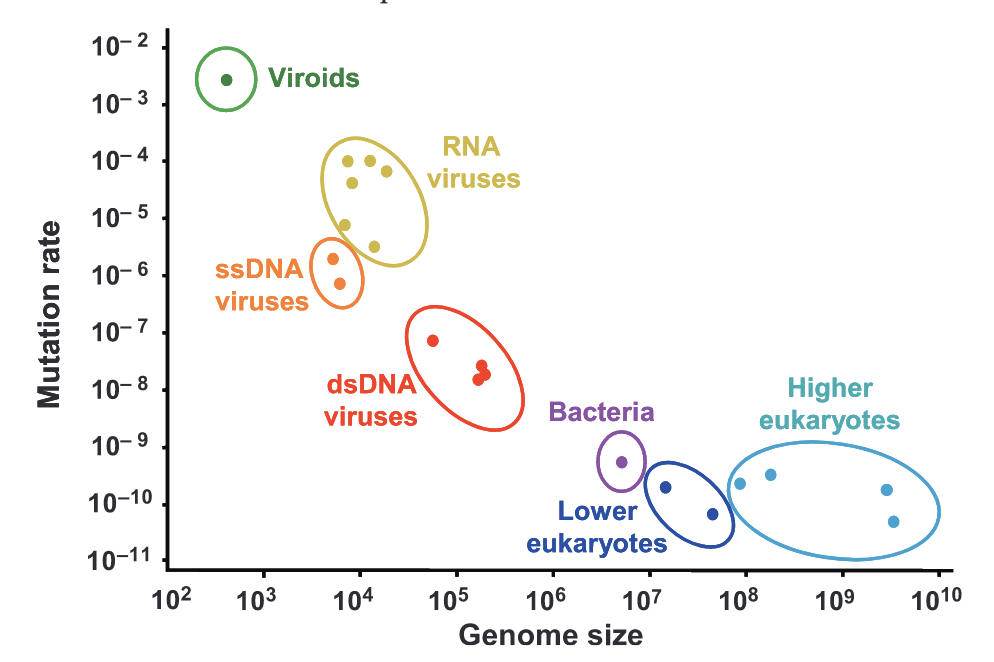 10⁻²
10⁻³
10⁻⁴
10⁻⁵
10⁻⁶
10⁻⁷
10⁻⁸
10⁻⁹
10⁻¹⁰
10⁻¹¹
Mutation rate
Viroids
RNA
viruses
ssDNA
viruses
dsDNA
viruses
Bacteria
Lower
eukaryotes
Higher
eukaryotes
10² 10³ 10⁴ 10⁵ 10⁶ 10⁷ 10⁸ 10⁹ 10¹⁰
Genome size